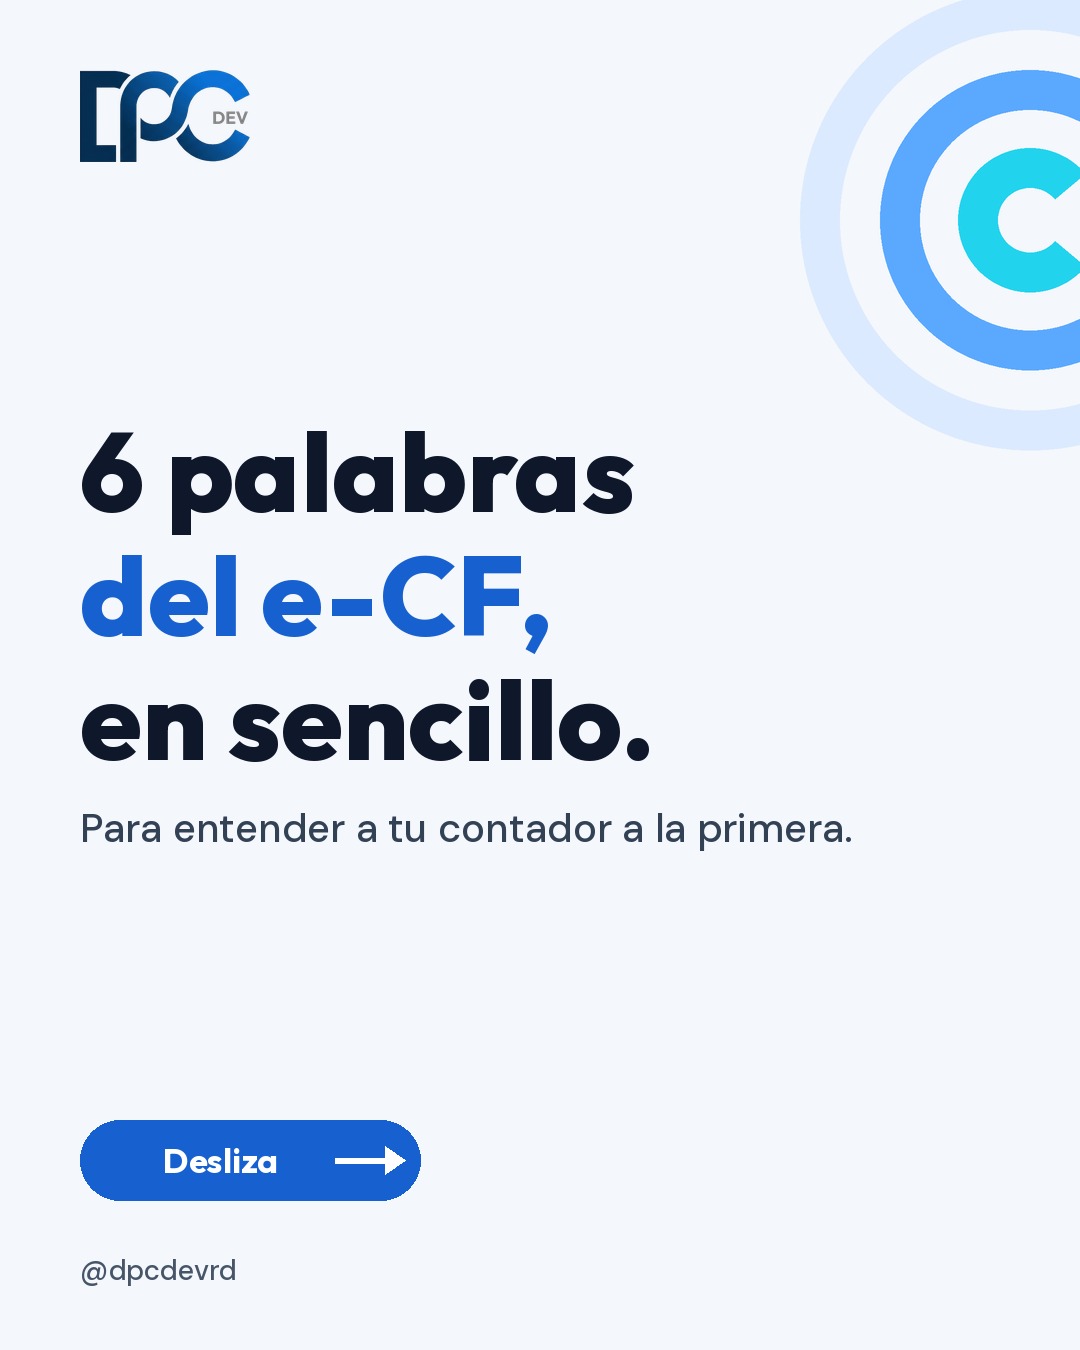 DPC
DEV
6 palabras
del e-CF,
en sencillo.
Para entender a tu contador a la primera.
Desliza
@dpcdevrd